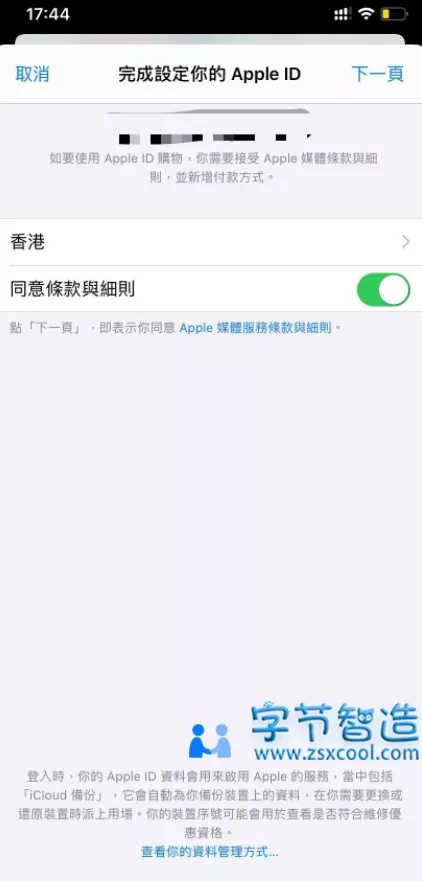 17:44
取消 完成設定你的 Apple ID 下一頁
如要使用 Apple ID 購物，你需要接受 Apple 媒體條款與細
則，並新增付款方式。
香港
同意條款與細則
點「下一頁」，即表示你同意 Apple 媒體服務條款與細則。
字节智造
www.zsxcool.com
登入時，你的 Apple ID 資料會用來啟用 Apple 的服務，當中包括
「iCloud 備份」，它會自動為你備份裝置上的資料，在你需要更換或
還原裝置時派上用場。你的裝置序號可能會用於查看是否符合維修優
惠資格。
查看你的資料管理方式...